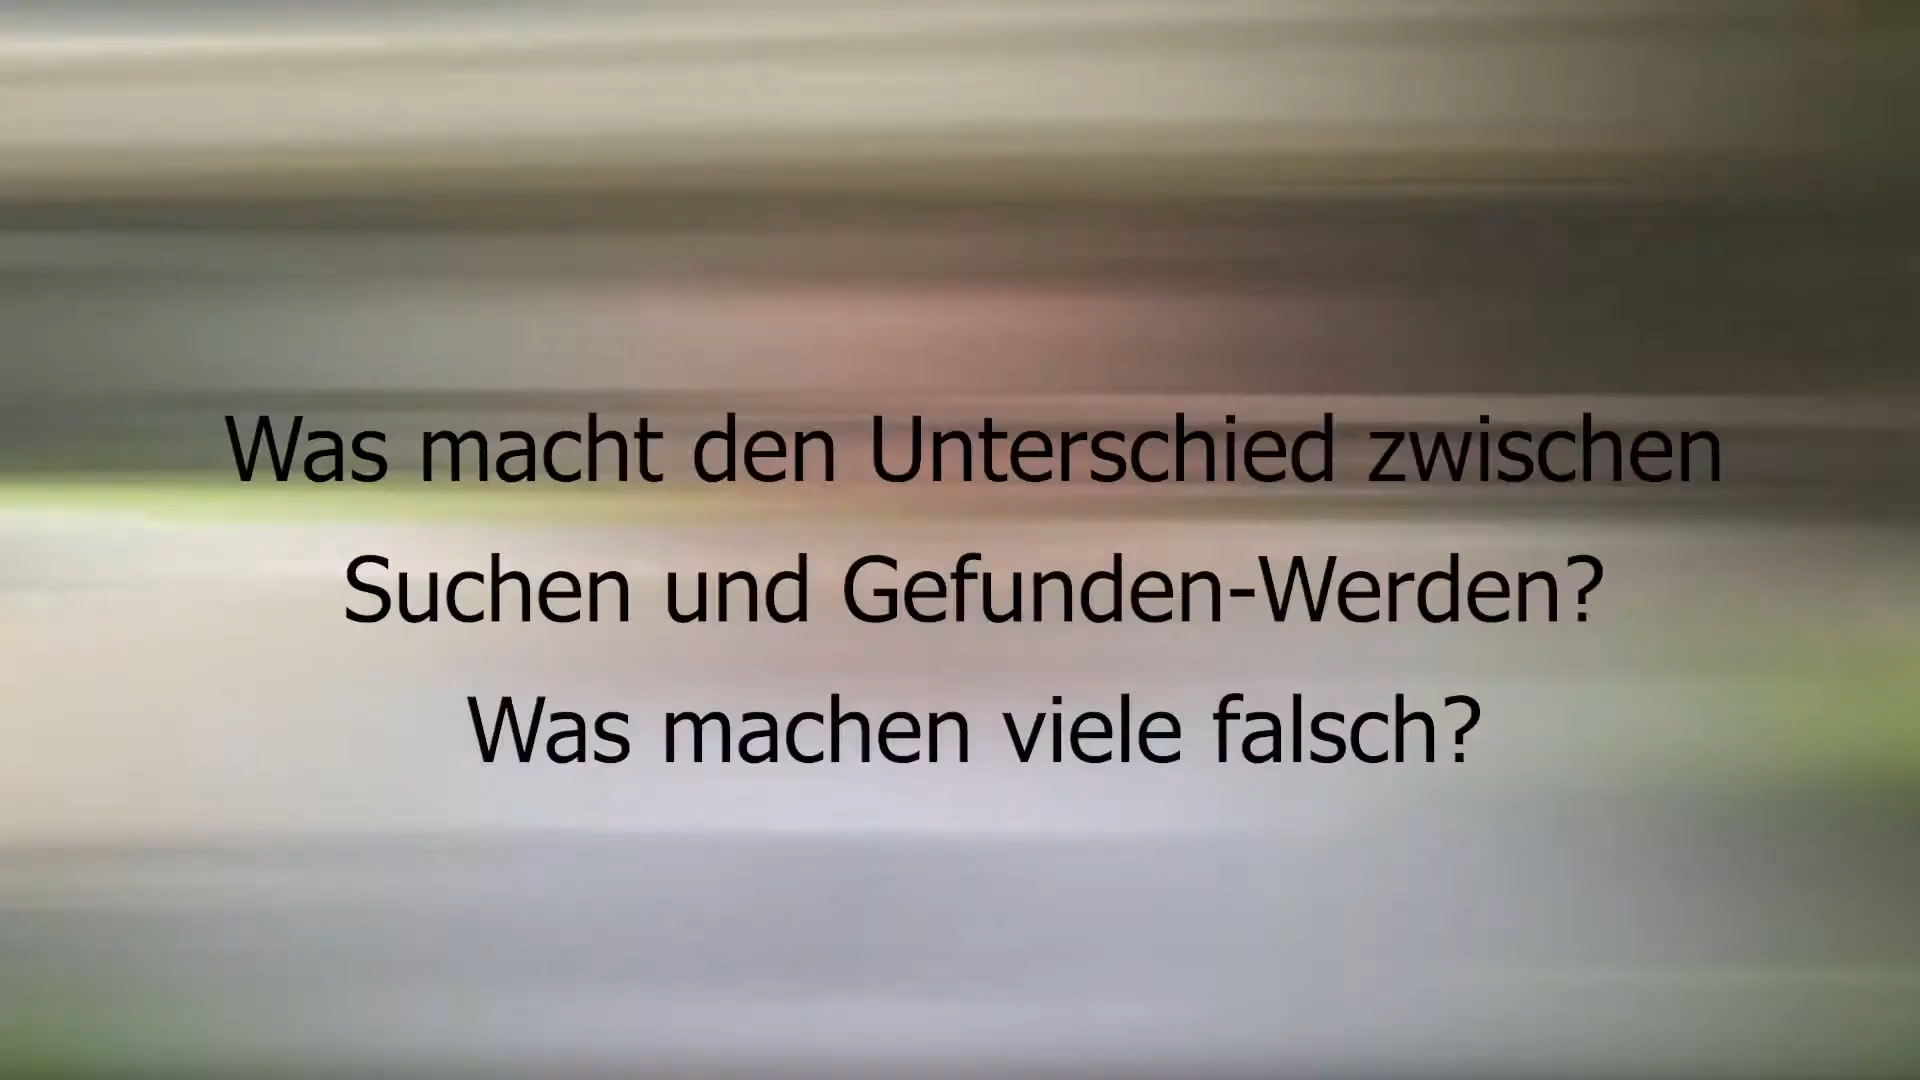 Was macht den Unterschied zwischen
Suchen und Gefunden-Werden?
Was machen viele falsch?